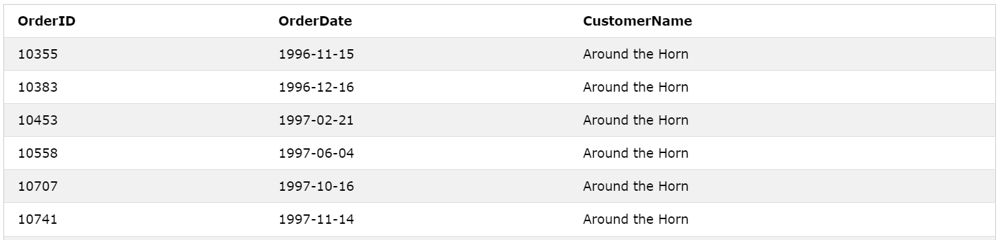 OrderID OrderDate CustomerName
10355 1996-11-15 Around the Horn
10383 1996-12-16 Around the Horn
10453 1997-02-21 Around the Horn
10558 1997-06-04 Around the Horn
10707 1997-10-16 Around the Horn
10741 1997-11-14 Around the Horn